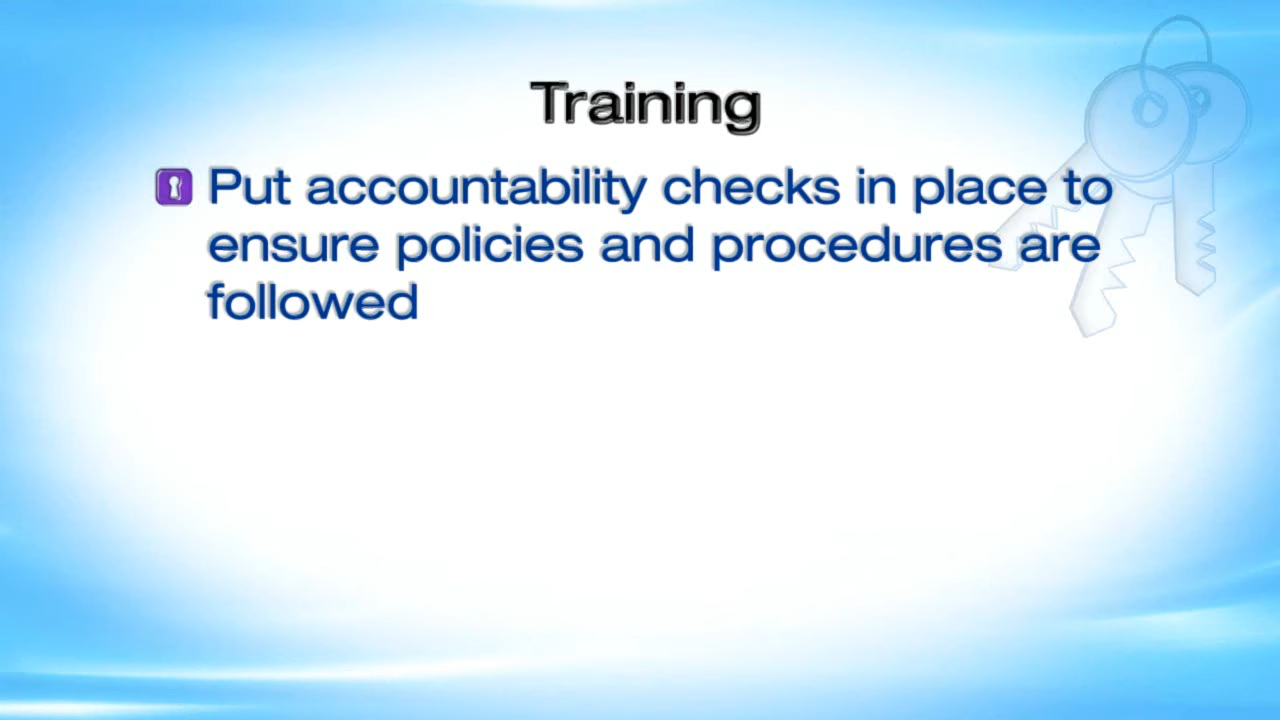 Training
Put accountability checks in place to
ensure policies and procedures are
followed